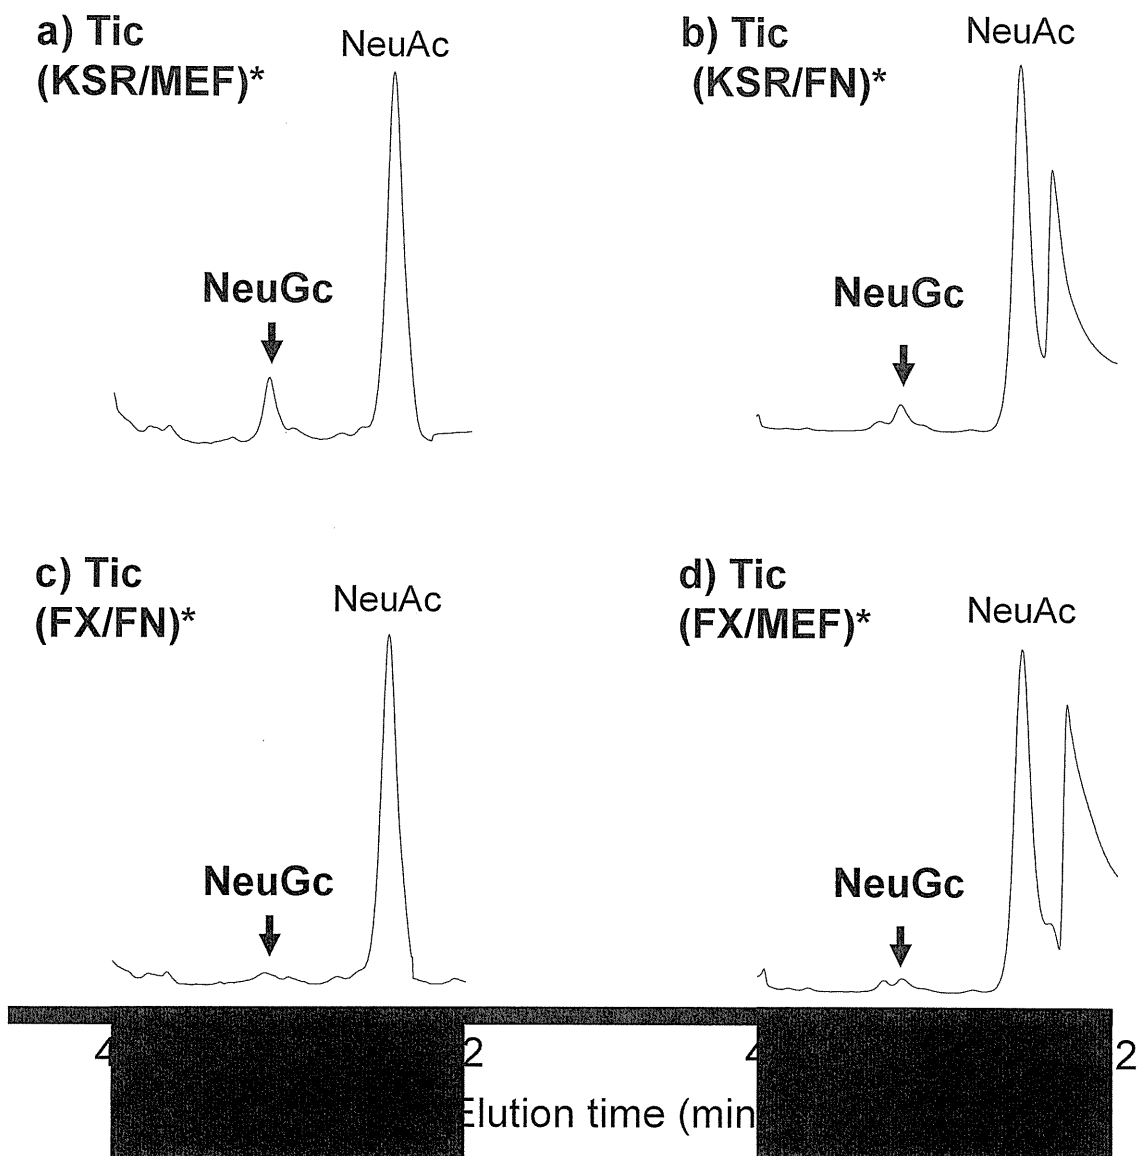 a) Tic
(KSR/MEF)*
NeuAc
NeuGc
b) Tic
(KSR/FN)*
NeuAc
NeuGc
c) Tic
(FX/FN)*
NeuAc
NeuGc
d) Tic
(FX/MEF)*
NeuAc
NeuGc
4 2 4 2
Elution time (min